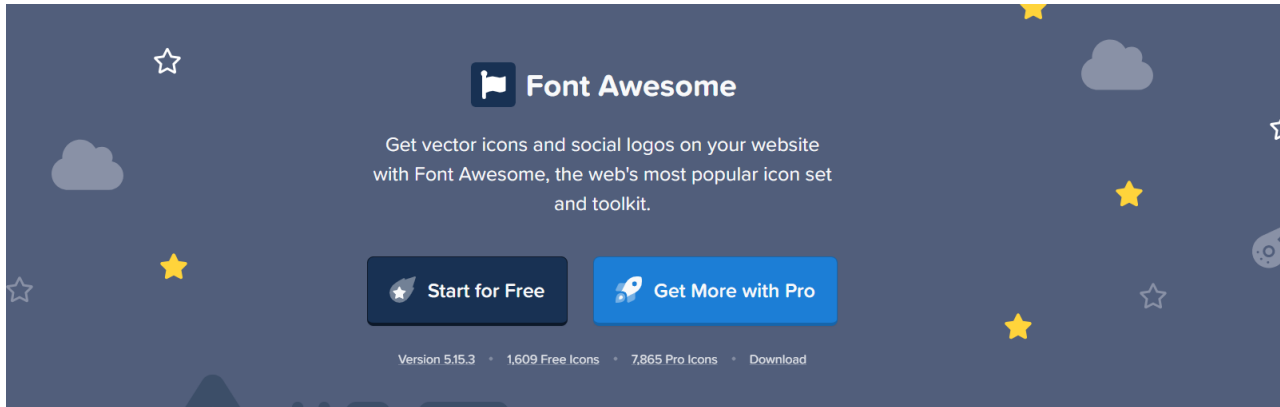 Font Awesome
Get vector icons and social logos on your website
with Font Awesome, the web's most popular icon set
and toolkit.
Start for Free
Get More with Pro
Version 5.15.3 • 1,609 Free Icons • 7,865 Pro Icons • Download